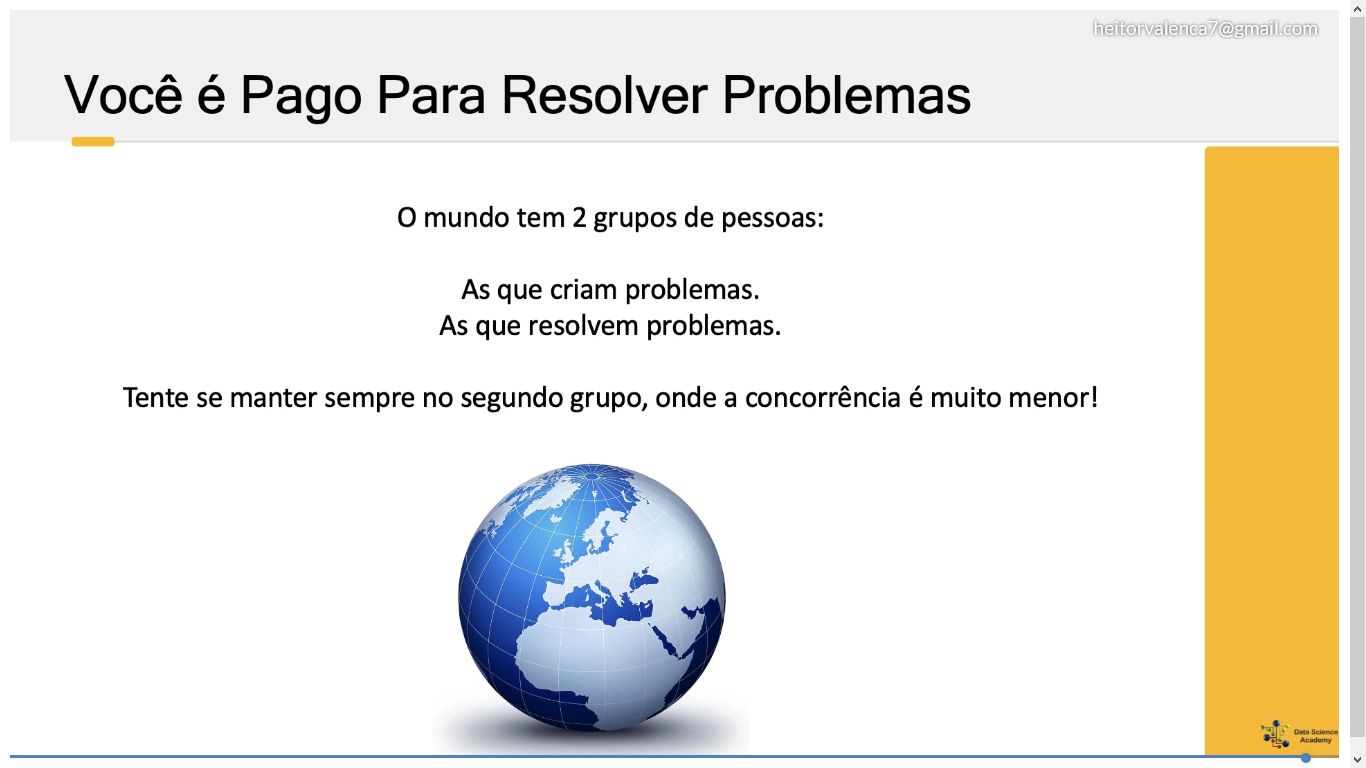 heitorvalenca7@gmail.com
Você é Pago Para Resolver Problemas
O mundo tem 2 grupos de pessoas:
As que criam problemas.
As que resolvem problemas.
Tente se manter sempre no segundo grupo, onde a concorrência é muito menor!
Data Science
Academy